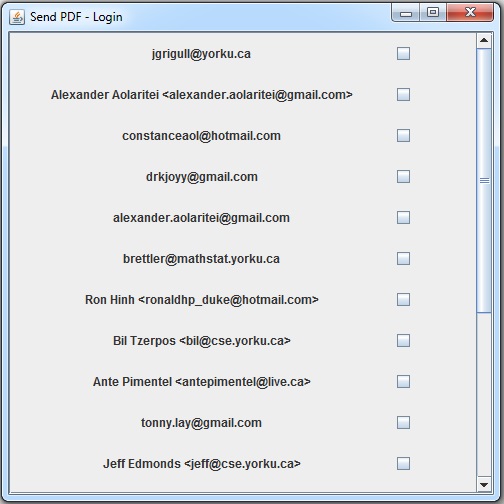 Send PDF - Login
jgrigull@yorku.ca
Alexander Aolaritei <alexander.aolaritei@gmail.com>
constanceaol@hotmail.com
drkjoyy@gmail.com
alexander.aolaritei@gmail.com
brettler@mathstat.yorku.ca
Ron Hinh <ronaldhp_duke@hotmail.com>
Bil Tzerpos <bil@cse.yorku.ca>
Ante Pimentel <antepimentel@live.ca>
tonny.lay@gmail.com
Jeff Edmonds <jeff@cse.yorku.ca>